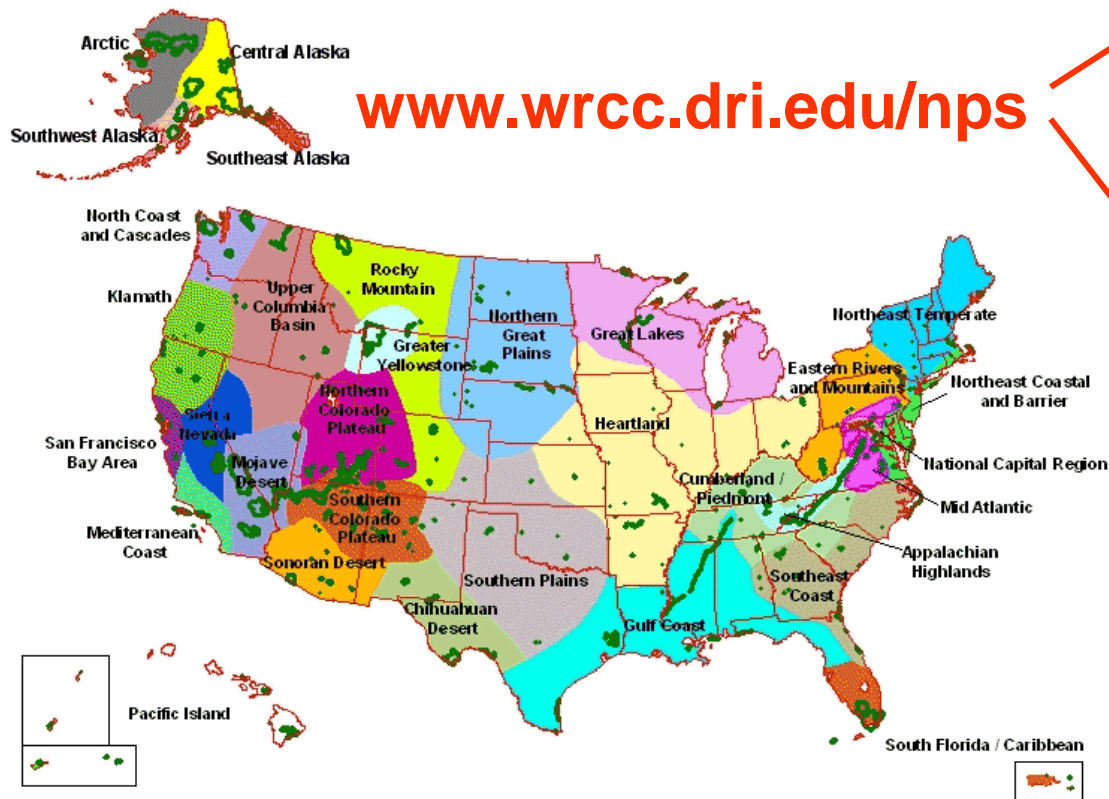 Arctic
Central Alaska
www.wrcc.dri.edu/nps
Southwest Alaska
Southeast Alaska
North Coast
and Cascades
Klamath
Upper
Columbia
Basin
Rocky
Mountain
Northern
Great
Plains
Great Lakes
Northeast Temperate
Greater
Yellowstone
Eastern Rivers
and Mountains
Northeast Coastal
and Barrier
Northern
Colorado
Plateau
Sierra
Nevada
Heartland
San Francisco
Bay Area
Mojave
Desert
National Capital Region
Cumberland /
Piedmont
Mid Atlantic
Southern
Colorado
Plateau
Mediterranean
Coast
Appalachian
Highlands
Sonoran Desert
Southern Plains
Southeast
Coast
Chihuahuan
Desert
Gulf Coast
Pacific Island
South Florida / Caribbean